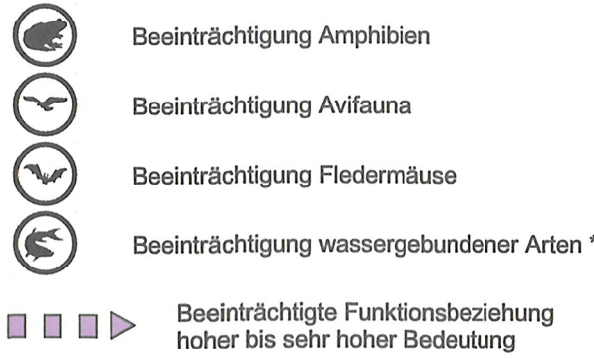 Beeinträchtigung Amphibien
Beeinträchtigung Avifauna
Beeinträchtigung Fledermäuse
Beeinträchtigung wassergebundener Arten *
Beeinträchtigte Funktionsbeziehung
hoher bis sehr hoher Bedeutung